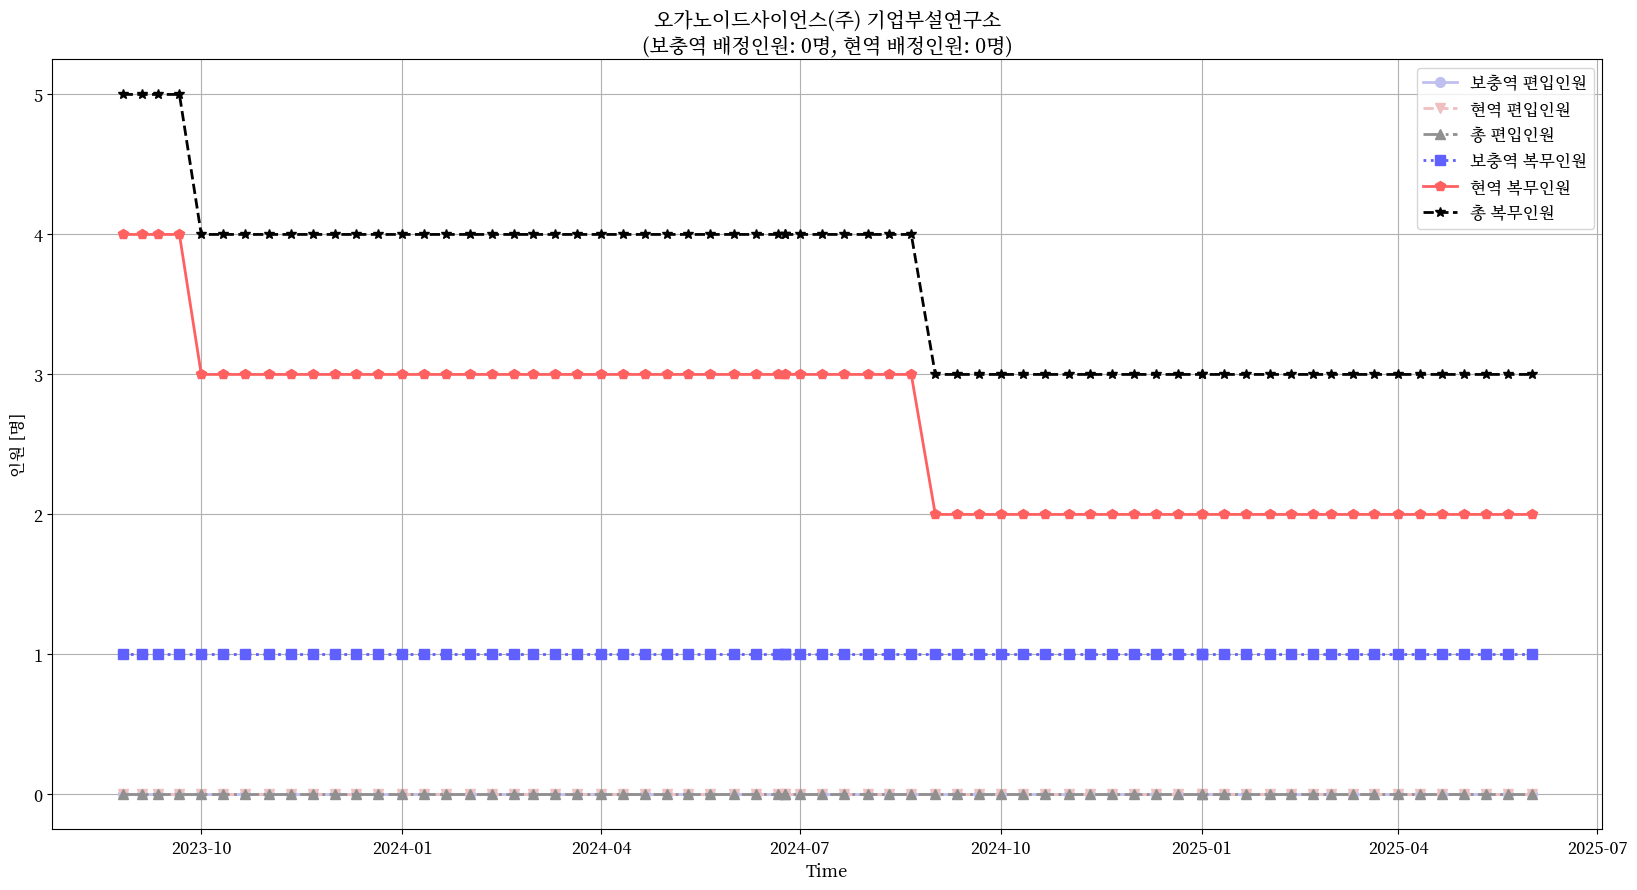 오가노이드사이언스(주) 기업부설연구소
(보충역 배정인원: 0명, 현역 배정인원: 0명)
보충역 편입인원
현역 편입인원
총 편입인원
보충역 복무인원
현역 복무인원
총 복무인원
인원 [명]
5
4
3
2
1
0
2023-10
2024-01
2024-04
2024-07
2024-10
2025-01
2025-04
2025-07
Time